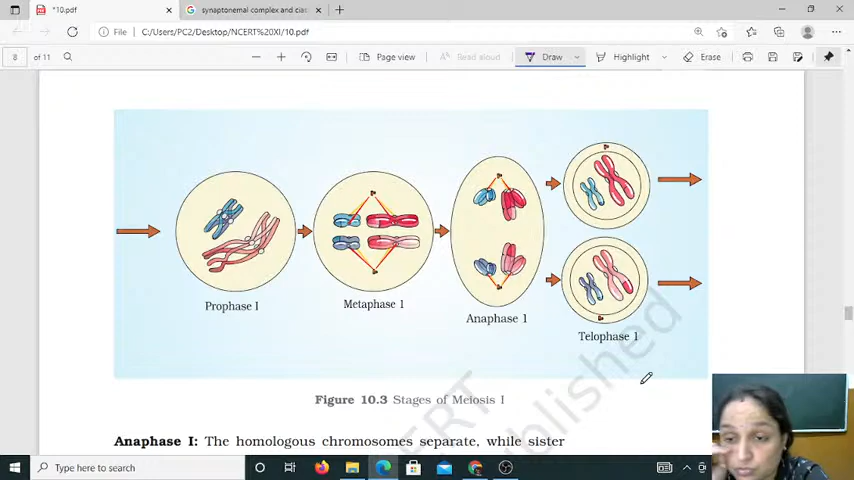 *10.pdf
synaptonemal complex and cias
File
C:/Users/PC2/Desktop/NCERT%20XI/10.pdf
8 of 11
Page view
Read aloud
Draw
Highlight
Erase
Prophase I
Metaphase 1
Anaphase 1
Telophase 1
Figure 10.3 Stages of Meiosis I
Anaphase I: The homologous chromosomes separate, while sister
Type here to search